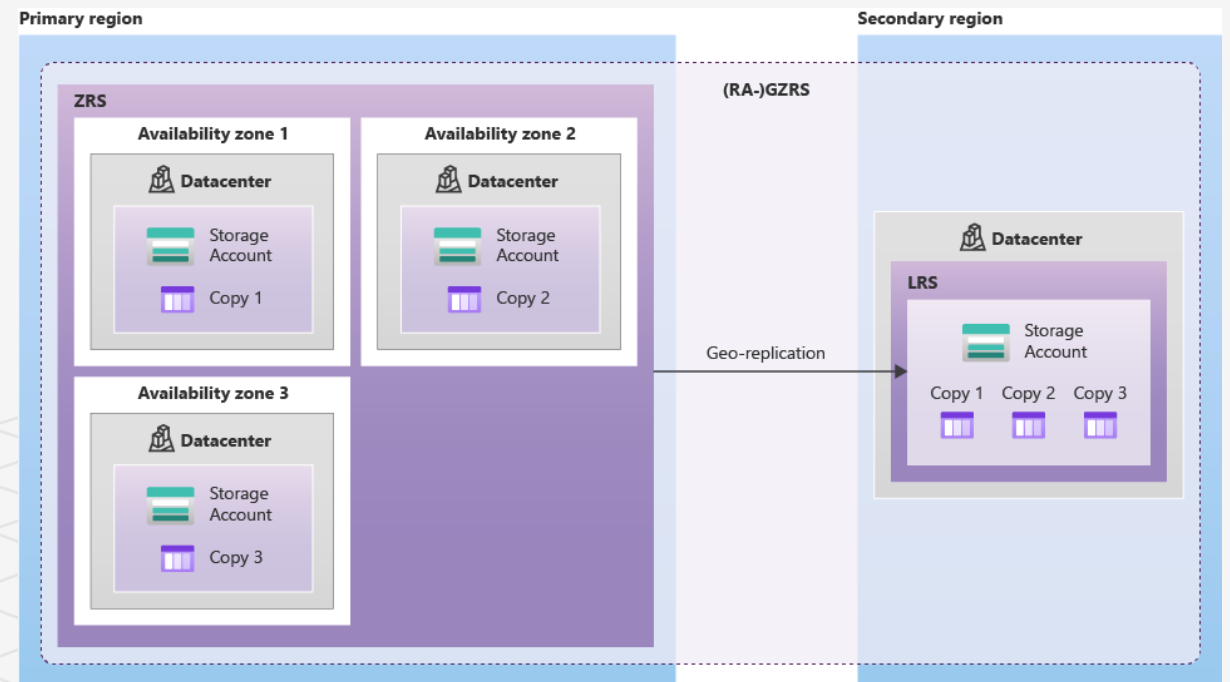 Primary region
Secondary region
(RA-)GZRS
ZRS
Availability zone 1
Datacenter
Storage
Account
Copy 1
Availability zone 2
Datacenter
Storage
Account
Copy 2
Availability zone 3
Datacenter
Storage
Account
Copy 3
Geo-replication
Datacenter
LRS
Storage
Account
Copy 1 Copy 2 Copy 3